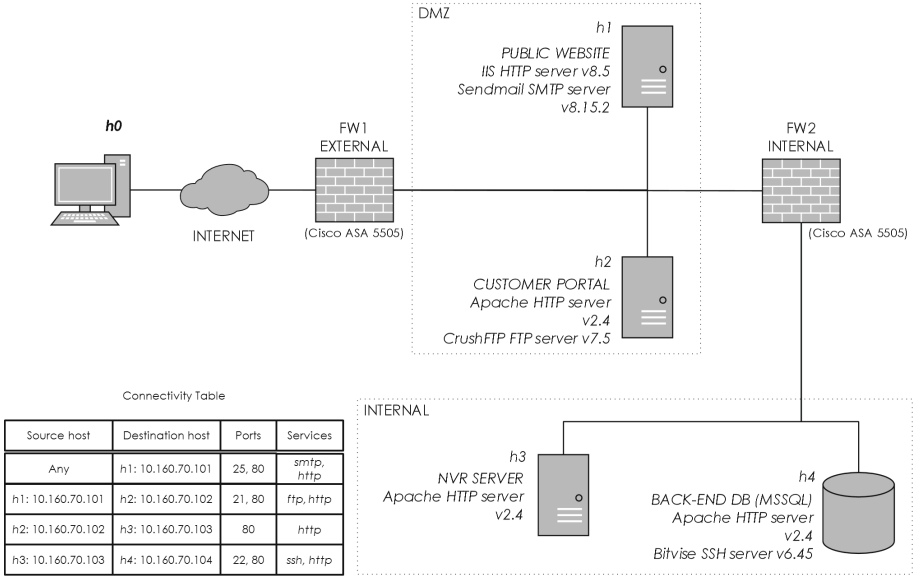 DMZ
h1
PUBLIC WEBSITE
IIS HTTP server v8.5
Sendmail SMTP server
v8.15.2
h0
FW1
EXTERNAL
(Cisco ASA 5505)
INTERNET
FW2
INTERNAL
(Cisco ASA 5505)
h2
CUSTOMER PORTAL
Apache HTTP server
v2.4
CrushFTP FTP server v7.5
Connectivity Table
Source host Destination host Ports Services
Any h1: 10.160.70.101 25, 80 smtp, http
h1: 10.160.70.101 h2: 10.160.70.102 21, 80 ftp, http
h2: 10.160.70.102 h3: 10.160.70.103 80 http
h3: 10.160.70.103 h4: 10.160.70.104 22, 80 ssh, http
INTERNAL
h3
NVR SERVER
Apache HTTP server
v2.4
h4
BACK-END DB (MSSQL)
Apache HTTP server
v2.4
Bitvise SSH server v6.45